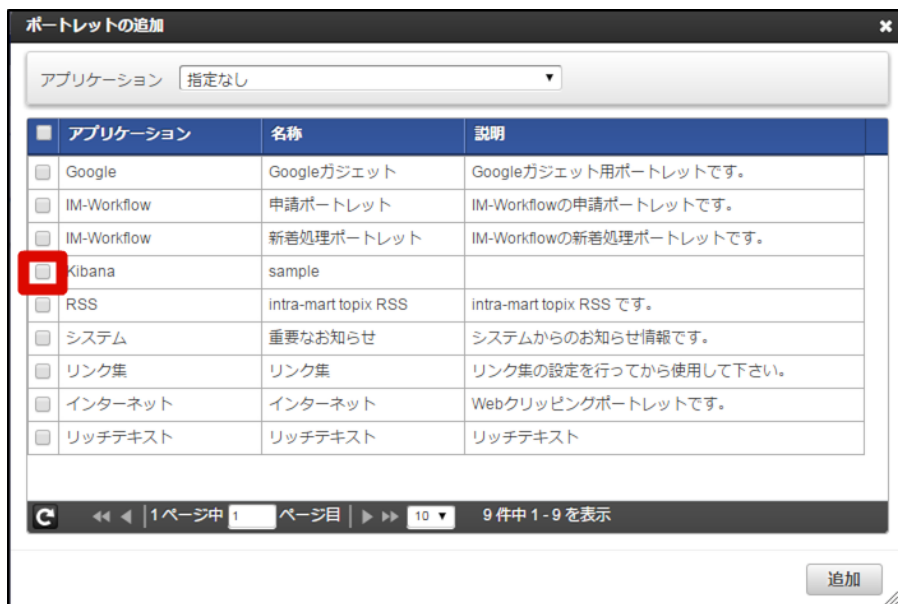 ポートレットの追加
アプリケーション 指定なし
アプリケーション 名称 説明
Google Googleガジェット Googleガジェット用ポートレットです。
IM-Workflow 申請ポートレット IM-Workflowの申請ポートレットです。
IM-Workflow 新着処理ポートレット IM-Workflowの新着処理ポートレットです。
Kibana sample
RSS intra-mart topix RSS intra-mart topix RSS です。
システム 重要なお知らせ システムからのお知らせ情報です。
リンク集 リンク集 リンク集の設定を行ってから使用して下さい。
インターネット インターネット Webクリッピングポートレットです。
リッチテキスト リッチテキスト リッチテキスト
1ページ中 1 ページ目 10 9 件中 1 - 9 を表示
追加